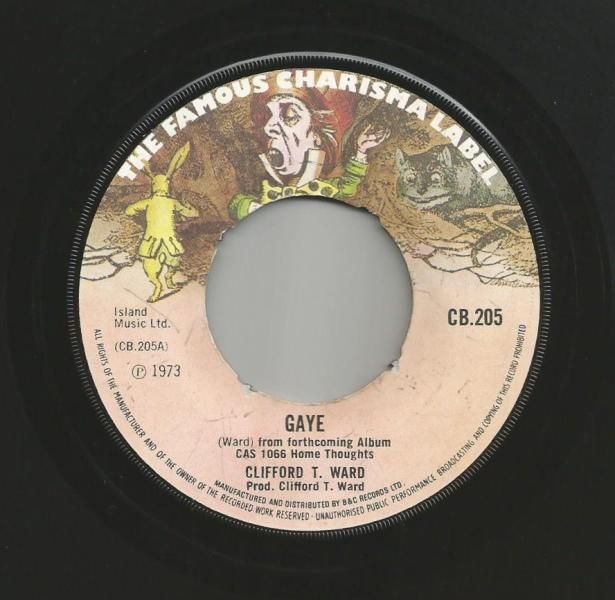 THE FAMOUS CHARISMA LABEL
Island
Music Ltd.
CB.205
(CB.205A)
℗ 1973
GAYE
(Ward) from forthcoming Album
CAS 1066 Home Thoughts
CLIFFORD T. WARD
Prod. Clifford T. Ward
MANUFACTURED AND DISTRIBUTED BY B&C RECORDS LTD.
ALL RIGHTS OF THE MANUFACTURER AND OF THE OWNER OF THE RECORDED WORK RESERVED · UNAUTHORISED PUBLIC PERFORMANCE BROADCASTING AND COPYING OF THIS RECORD PROHIBITED